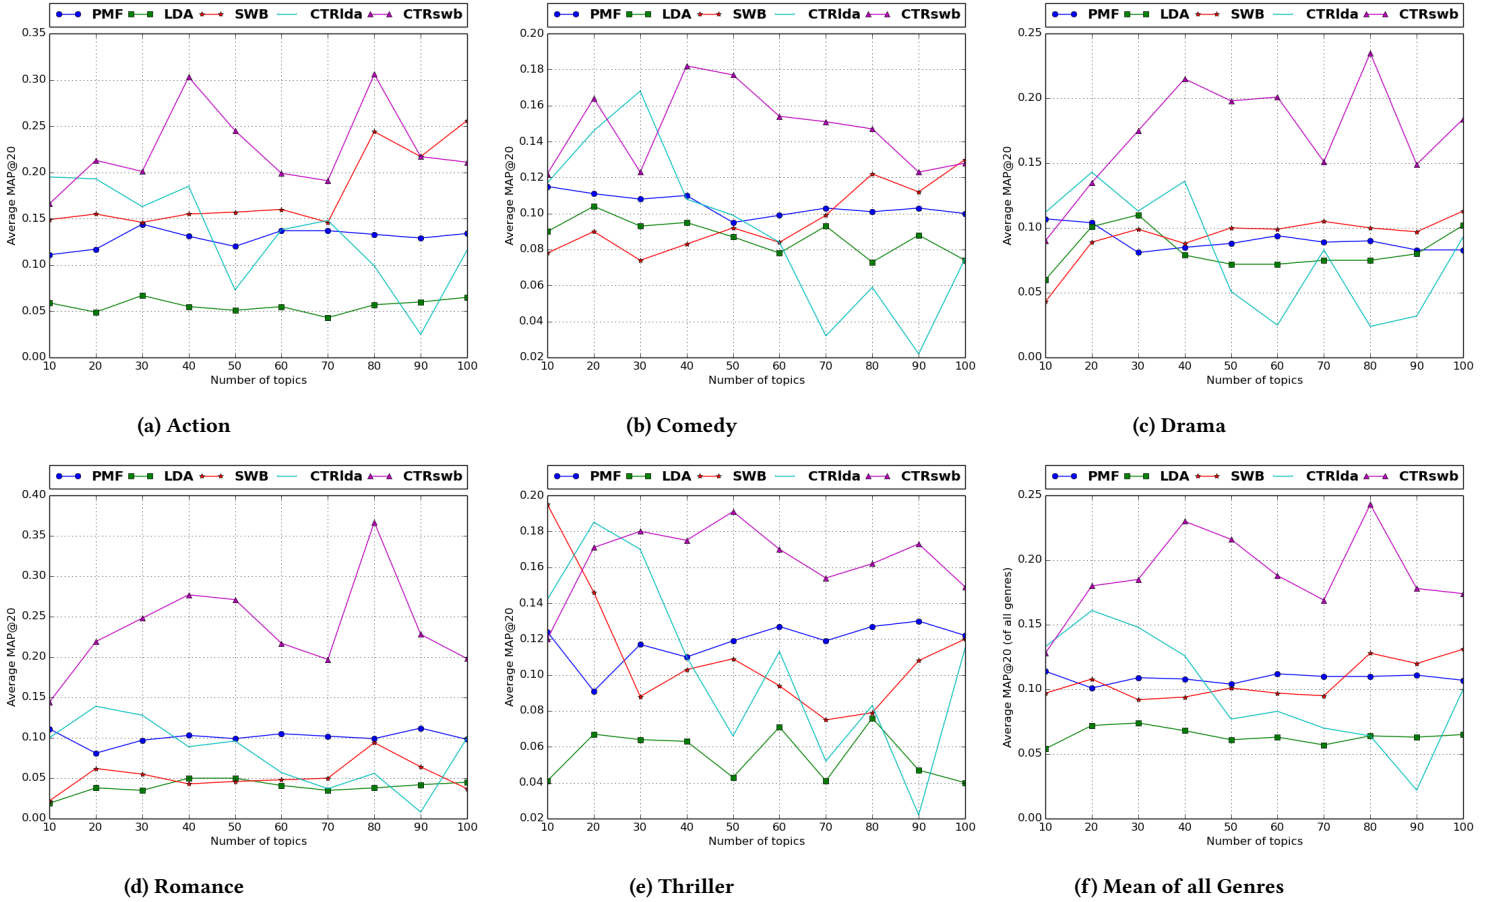 PMF LDA SWB CTRlda CTRswb
0.35
0.30
0.25
0.20
0.15
0.10
0.05
0.00
Average MAP@20
10 20 30 40 50 60 70 80 90 100
Number of topics
(a) Action
PMF LDA SWB CTRlda CTRswb
0.20
0.18
0.16
0.14
0.12
0.10
0.08
0.06
0.04
0.02
Average MAP@20
10 20 30 40 50 60 70 80 90 100
Number of topics
(b) Comedy
PMF LDA SWB CTRlda CTRswb
0.25
0.20
0.15
0.10
0.05
0.00
Average MAP@20
10 20 30 40 50 60 70 80 90 100
Number of topics
(c) Drama
PMF LDA SWB CTRlda CTRswb
0.40
0.35
0.30
0.25
0.20
0.15
0.10
0.05
0.00
Average MAP@20
10 20 30 40 50 60 70 80 90 100
Number of topics
(d) Romance
PMF LDA SWB CTRlda CTRswb
0.20
0.18
0.16
0.14
0.12
0.10
0.08
0.06
0.04
0.02
Average MAP@20
10 20 30 40 50 60 70 80 90 100
Number of topics
(e) Thriller
PMF LDA SWB CTRlda CTRswb
0.25
0.20
0.15
0.10
0.05
0.00
Average MAP@20 (of all genres)
10 20 30 40 50 60 70 80 90 100
Number of topics
(f) Mean of all Genres